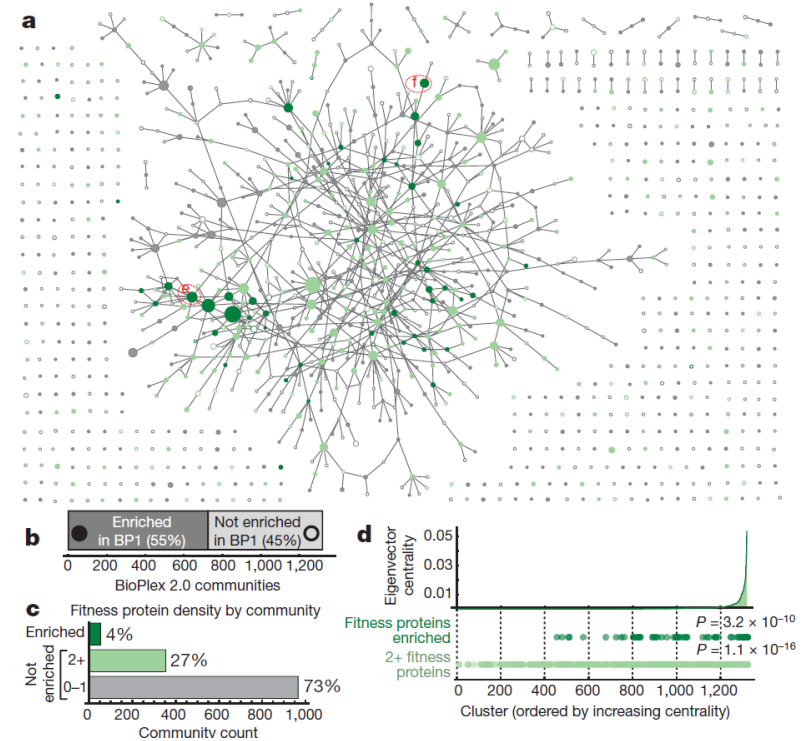 a
f
e
b
Enriched
in BP1 (55%)
Not enriched
in BP1 (45%)
0 200 400 600 800 1,000 1,200
BioPlex 2.0 communities
c
Fitness protein density by community
Enriched
4%
Not
enriched
2+
27%
0–1
73%
0 200 400 600 800 1,000
Community count
d
Eigenvector
centrality
0.05
0.03
0.01
Fitness proteins
enriched
P = 3.2 × 10−10
P = 1.1 × 10−16
2+ fitness
proteins
0 200 400 600 800 1,000 1,200
Cluster (ordered by increasing centrality)